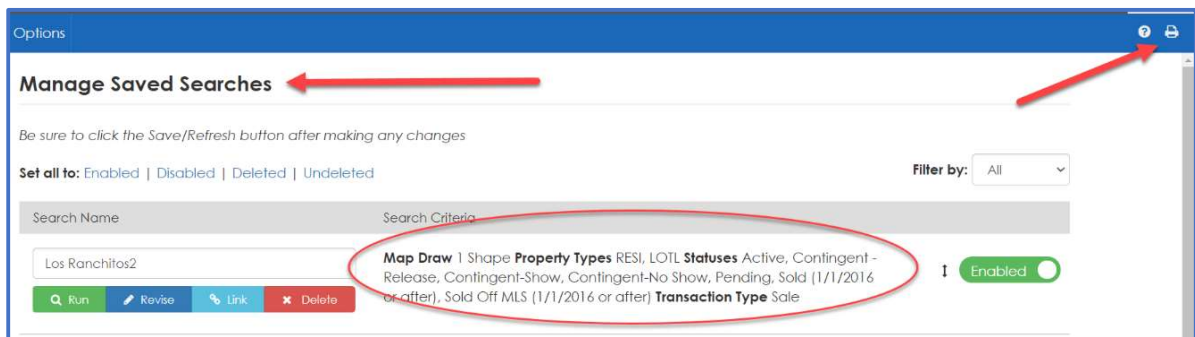 Options
Manage Saved Searches
Be sure to click the Save/Refresh button after making any changes
Set all to: Enabled | Disabled | Deleted | Undeleted
Filter by: All
Search Name Search Criteria
Los Ranchitos2
Map Draw 1 Shape Property Types RESI, LOTL Statuses Active, Contingent -
Release, Contingent-Show, Contingent-No Show, Pending, Sold (1/1/2016
or after), Sold Off MLS (1/1/2016 or after) Transaction Type Sale
Enabled
Run Revise Link Delete